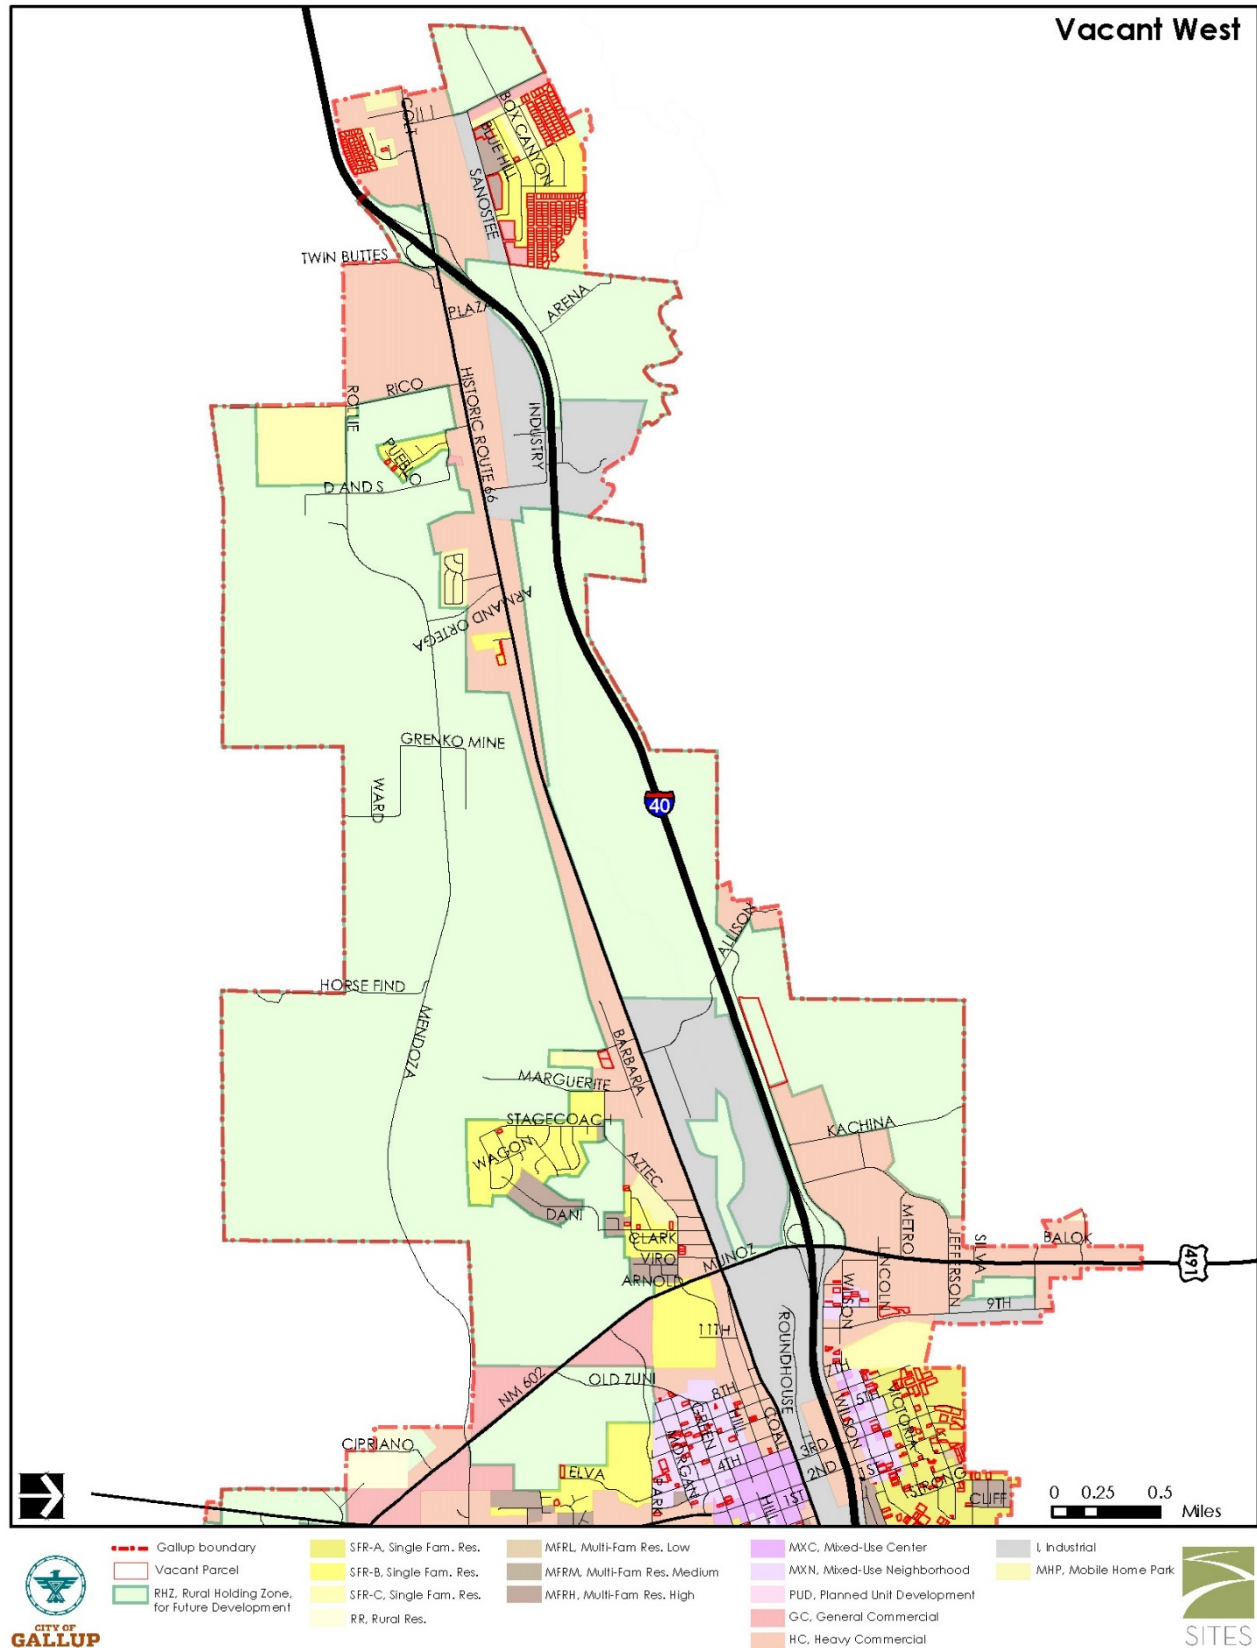 Vacant West
COLT
BOX CANYON
BLUE HILL
SANOSTEE
TWIN BUTTES
PLAZA
ARENA
RICO
ROLLIE
HISTORIC ROUTE 66
INDUSTRY
PUEBLO
D AND S
ARMAND ORTEGA
GRENKO MINE
WARD
40
ALLISON
HORSE FIND
MENDOZA
BARBARA
MARGUERITE
STAGECOACH
WAGON
KACHINA
AZTEC
DANI
CLARK
VIRO
ARNOLD
MUNOZ
METRO
LINCOLN
JEFFERSON
SILVA
BALOK
491
WILSON
9TH
11TH
ROUNDHOUSE
OLD ZUNI
NM 602
8TH
7TH
5TH
GREEN
HILL
COAL
WILSON
VICTORIA
MORGAN
4TH
3RD
2ND
1ST
STRONG
CIPRIANO
ELVA
PARK
HILL
1ST
CLIFF
0 0.25 0.5
Miles
Gallup boundary
Vacant Parcel
RHZ, Rural Holding Zone,
for Future Development
SFR-A, Single Fam. Res.
SFR-B, Single Fam. Res.
SFR-C, Single Fam. Res.
RR, Rural Res.
MFRL, Multi-Fam Res. Low
MFRM, Multi-Fam Res. Medium
MFRH, Multi-Fam Res. High
MXC, Mixed-Use Center
MXN, Mixed-Use Neighborhood
PUD, Planned Unit Development
GC, General Commercial
HC, Heavy Commercial
I, Industrial
MHP, Mobile Home Park
CITY OF
GALLUP
SITES